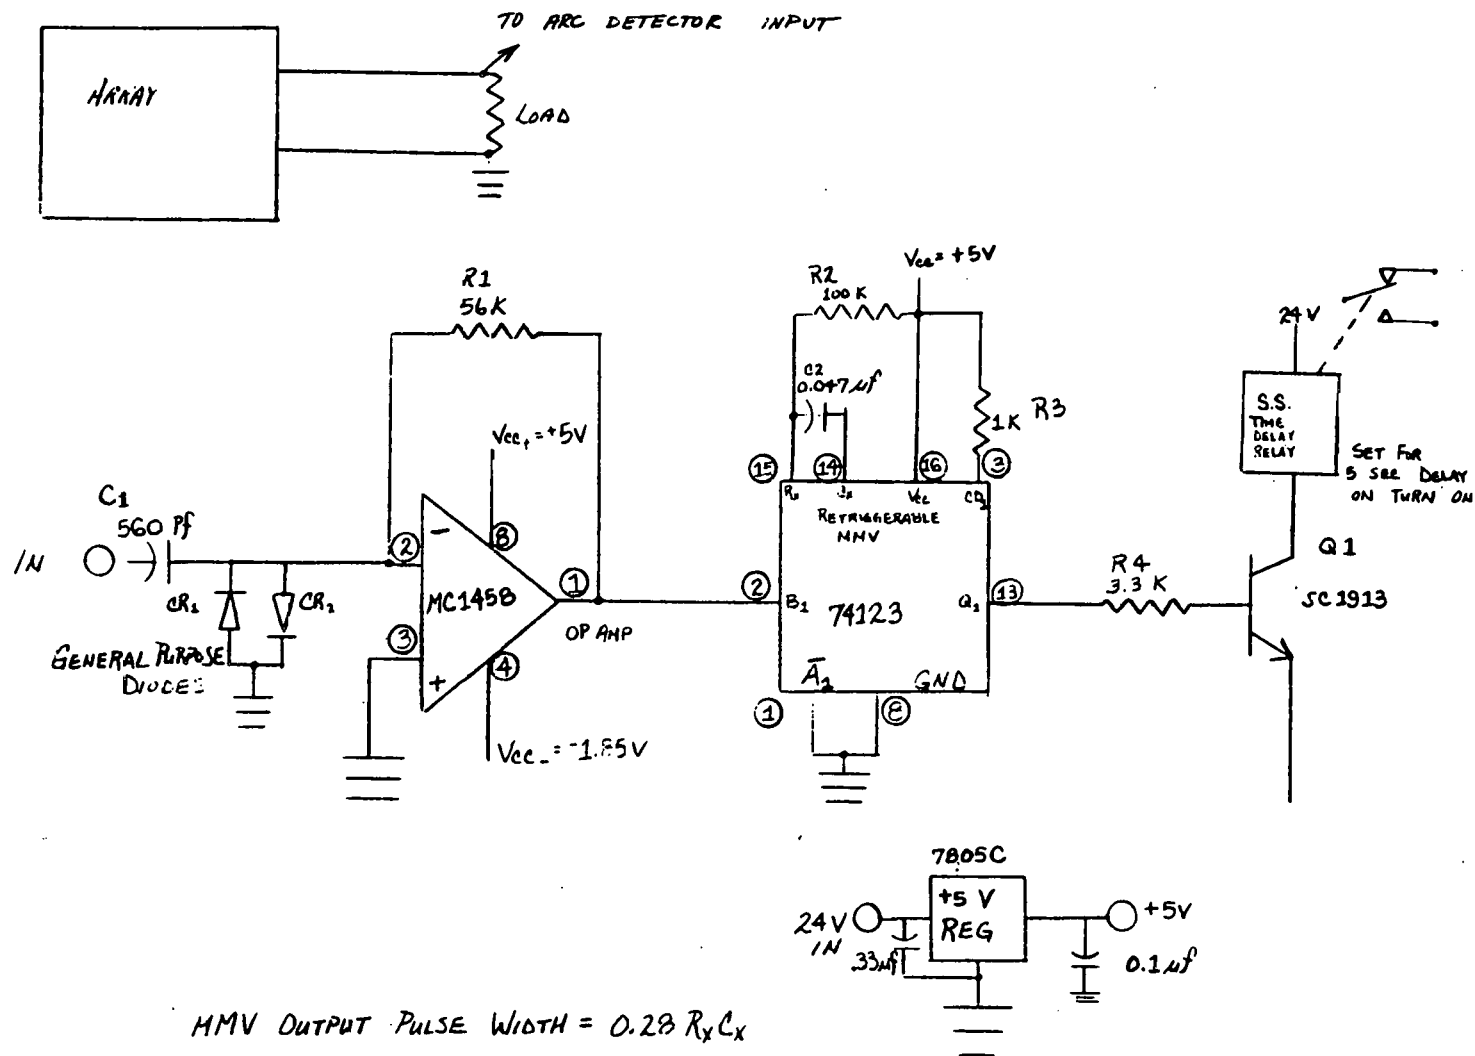 TO ARC DETECTOR INPUT
ARRAY
LOAD
R1
56K
Vcc+ = +5V
C1
560 Pf
IN
CR1
CR2
GENERAL PURPOSE
DIODES
2
8
MC1458
1
OP AMP
3
4
Vcc- = -1.85V
R2
100 K
Vcc = +5V
C2
0.047 µf
1K R3
15
14
16
3
Rx
Cx
Vcc
CD1
RETRIGGERABLE
MMV
2
B1
74123
Q1
13
GND
1
8
R4
3.3 K
24V
S.S.
TIME
DELAY
RELAY
SET FOR
5 SEC DELAY
ON TURN ON
Q1
SC1913
7805C
+5 V
REG
24V
IN
.33µf
+5V
0.1µf
MMV OUTPUT PULSE WIDTH = 0.28 RxCx